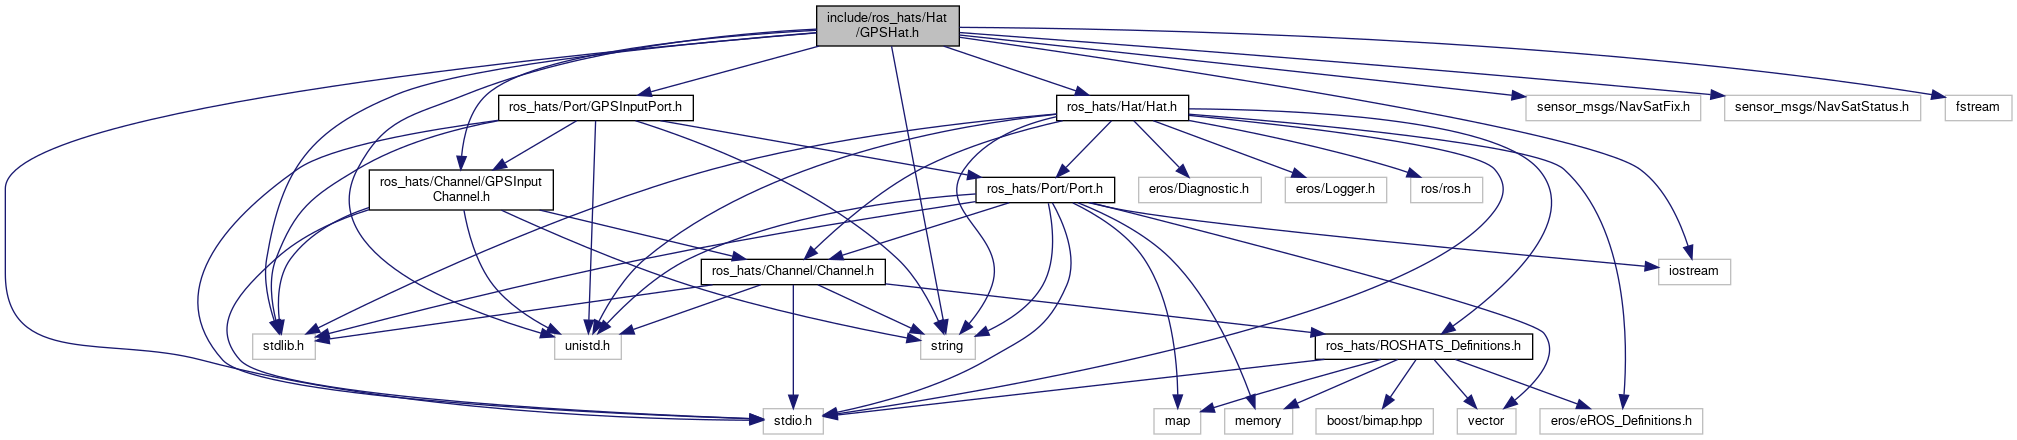 include/ros_hats/Hat
/GPSHat.h
ros_hats/Port/GPSInputPort.h
ros_hats/Hat/Hat.h
sensor_msgs/NavSatFix.h
sensor_msgs/NavSatStatus.h
fstream
ros_hats/Channel/GPSInput
Channel.h
ros_hats/Port/Port.h
eros/Diagnostic.h
eros/Logger.h
ros/ros.h
ros_hats/Channel/Channel.h
iostream
stdlib.h
unistd.h
string
ros_hats/ROSHATS_Definitions.h
stdio.h
map
memory
boost/bimap.hpp
vector
eros/eROS_Definitions.h